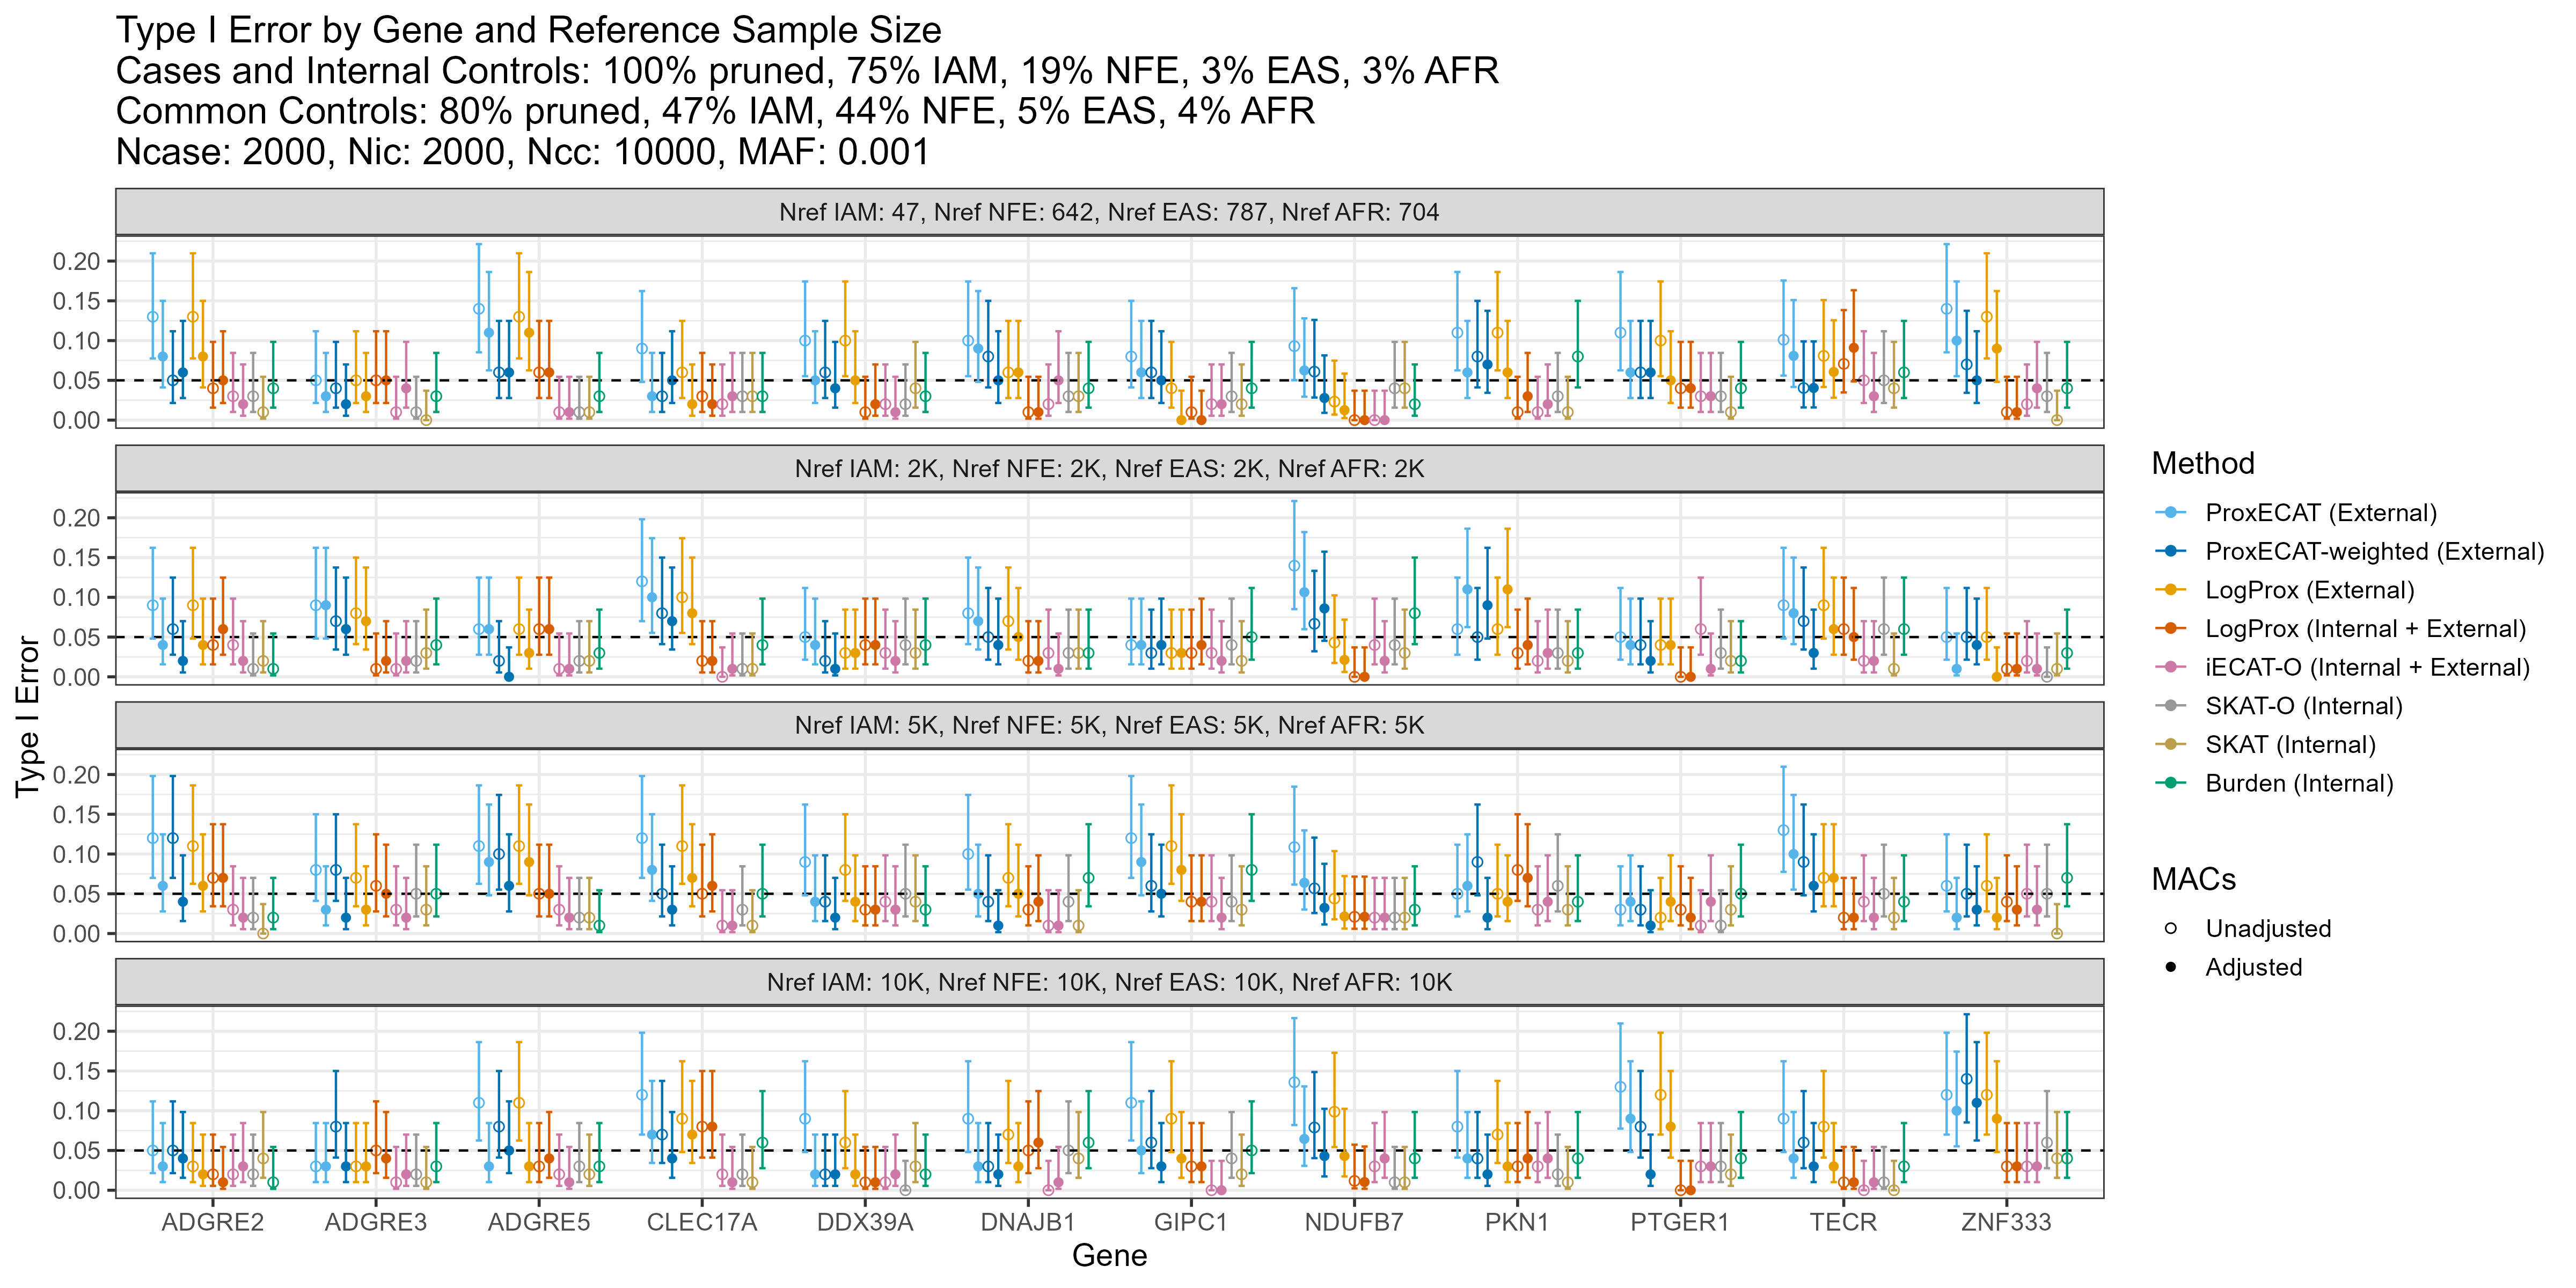 Type I Error by Gene and Reference Sample Size
Cases and Internal Controls: 100% pruned, 75% IAM, 19% NFE, 3% EAS, 3% AFR
Common Controls: 80% pruned, 47% IAM, 44% NFE, 5% EAS, 4% AFR
Ncase: 2000, Nic: 2000, Ncc: 10000, MAF: 0.001
Nref IAM: 47, Nref NFE: 642, Nref EAS: 787, Nref AFR: 704
0.20
0.15
0.10
0.05
0.00
Nref IAM: 2K, Nref NFE: 2K, Nref EAS: 2K, Nref AFR: 2K
0.20
0.15
0.10
0.05
0.00
Nref IAM: 5K, Nref NFE: 5K, Nref EAS: 5K, Nref AFR: 5K
0.20
0.15
0.10
0.05
0.00
Nref IAM: 10K, Nref NFE: 10K, Nref EAS: 10K, Nref AFR: 10K
0.20
0.15
0.10
0.05
0.00
Type I Error
ADGRE2
ADGRE3
ADGRE5
CLEC17A
DDX39A
DNAJB1
GIPC1
NDUFB7
PKN1
PTGER1
TECR
ZNF333
Gene
Method
ProxECAT (External)
ProxECAT-weighted (External)
LogProx (External)
LogProx (Internal + External)
iECAT-O (Internal + External)
SKAT-O (Internal)
SKAT (Internal)
Burden (Internal)
MACs
Unadjusted
Adjusted